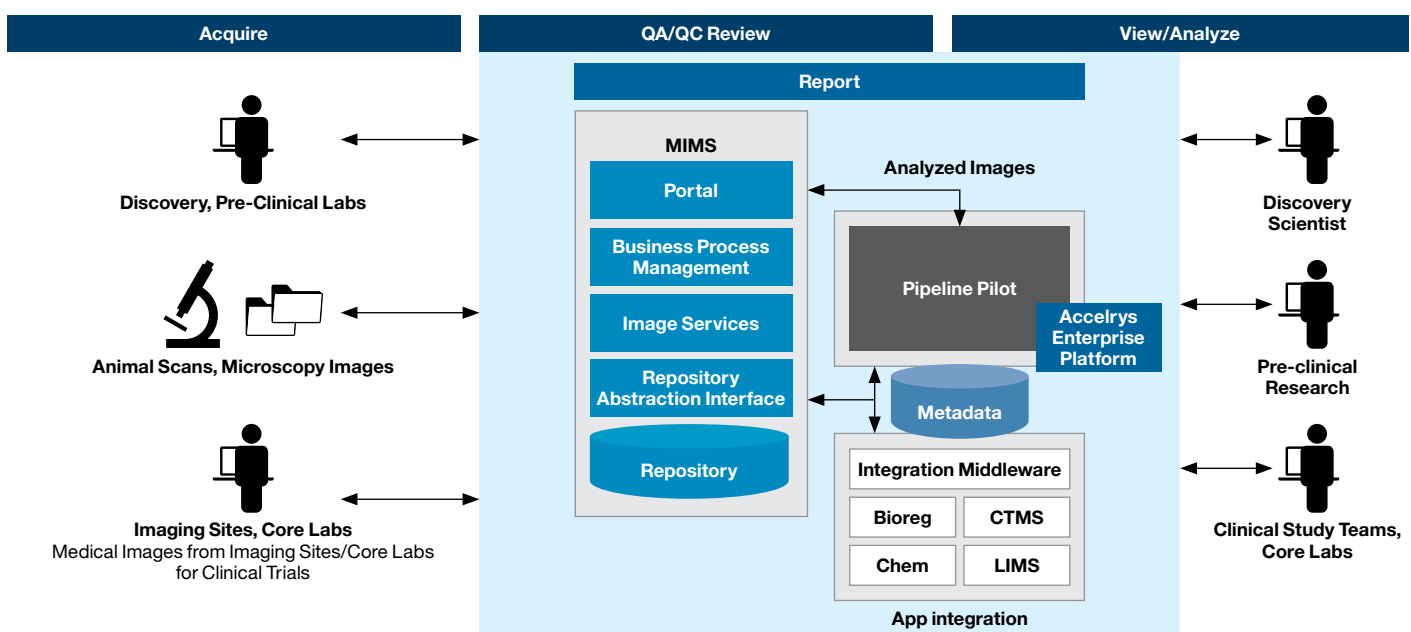 Acquire
QA/QC Review
View/Analyze
Report
Discovery, Pre-Clinical Labs
Animal Scans, Microscopy Images
Imaging Sites, Core Labs
Medical Images from Imaging Sites/Core Labs
for Clinical Trials
MIMS
Portal
Business Process
Management
Image Services
Repository
Abstraction Interface
Repository
Analyzed Images
Pipeline Pilot
Accelrys
Enterprise
Platform
Metadata
Integration Middleware
Bioreg
CTMS
Chem
LIMS
App integration
Discovery
Scientist
Pre-clinical
Research
Clinical Study Teams,
Core Labs